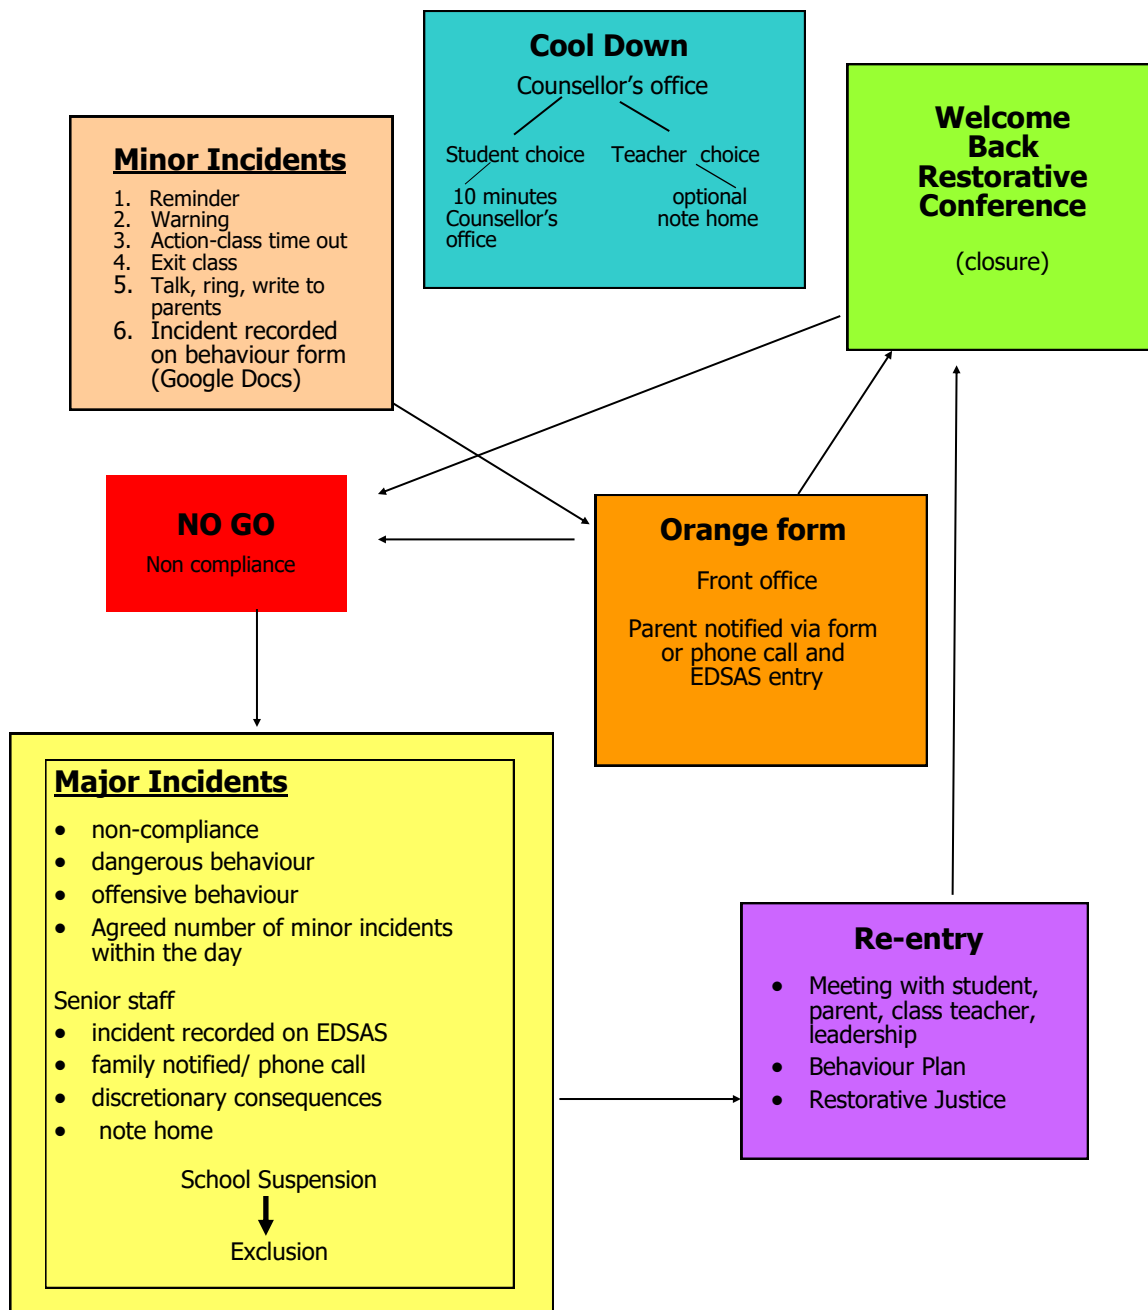 Cool Down
Counsellor's office
Student choice
Teacher choice
10 minutes
Counsellor's
office
optional
note home
Welcome
Back
Restorative
Conference
(closure)
Minor Incidents
1. Reminder
2. Warning
3. Action-class time out
4. Exit class
5. Talk, ring, write to
parents
6. Incident recorded
on behaviour form
(Google Docs)
NO GO
Non compliance
Orange form
Front office
Parent notified via form
or phone call and
EDSAS entry
Major Incidents
• non-compliance
• dangerous behaviour
• offensive behaviour
• Agreed number of minor incidents
within the day
Senior staff
• incident recorded on EDSAS
• family notified/ phone call
• discretionary consequences
• note home
School Suspension
Exclusion
Re-entry
• Meeting with student,
parent, class teacher,
leadership
• Behaviour Plan
• Restorative Justice